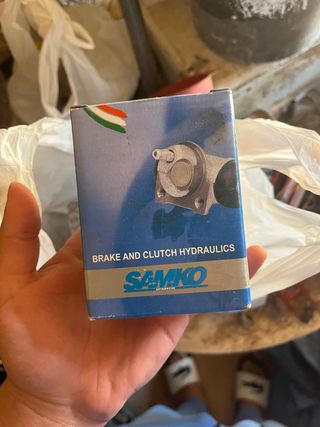 BRAKE AND CLUTCH HYDRAULICS
SAMKO